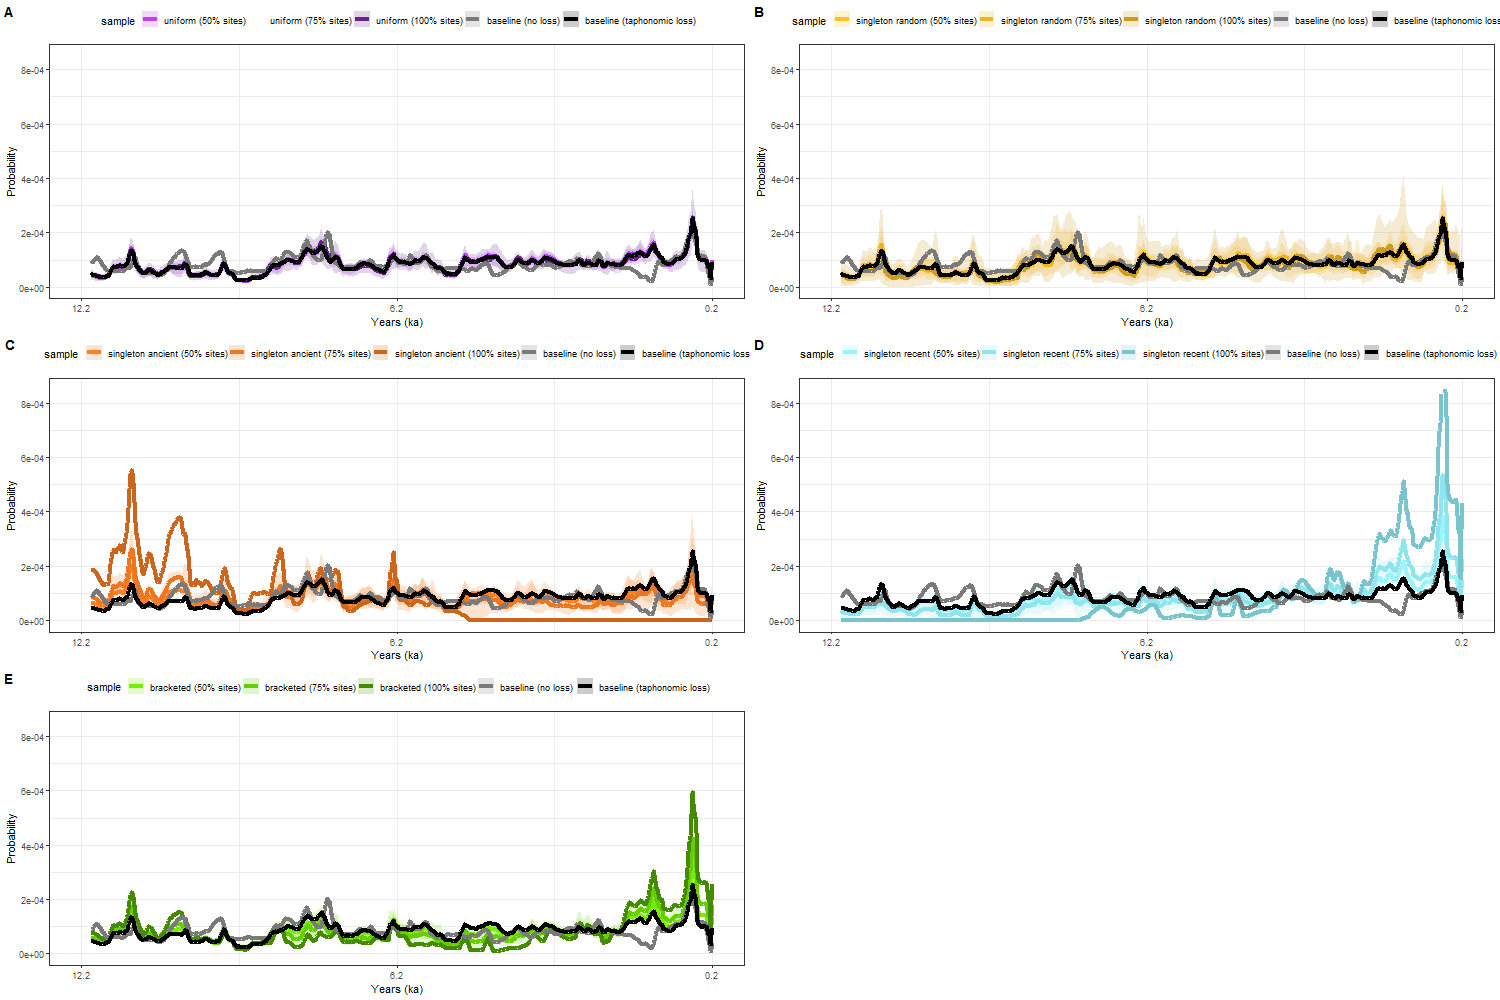 A
sample uniform (50% sites) uniform (75% sites) uniform (100% sites) baseline (no loss) baseline (taphonomic loss)
8e-04
6e-04
4e-04
2e-04
0e+00
Probability
12.2 6.2 0.2
Years (ka)
B
sample singleton random (50% sites) singleton random (75% sites) singleton random (100% sites) baseline (no loss) baseline (taphonomic loss
8e-04
6e-04
4e-04
2e-04
0e+00
Probability
12.2 6.2 0.2
Years (ka)
C
sample singleton ancient (50% sites) singleton ancient (75% sites) singleton ancient (100% sites) baseline (no loss) baseline (taphonomic loss
8e-04
6e-04
4e-04
2e-04
0e+00
Probability
12.2 6.2 0.2
Years (ka)
D
sample singleton recent (50% sites) singleton recent (75% sites) singleton recent (100% sites) baseline (no loss) baseline (taphonomic loss)
8e-04
6e-04
4e-04
2e-04
0e+00
Probability
12.2 6.2 0.2
Years (ka)
E
sample bracketed (50% sites) bracketed (75% sites) bracketed (100% sites) baseline (no loss) baseline (taphonomic loss)
8e-04
6e-04
4e-04
2e-04
0e+00
Probability
12.2 6.2 0.2
Years (ka)